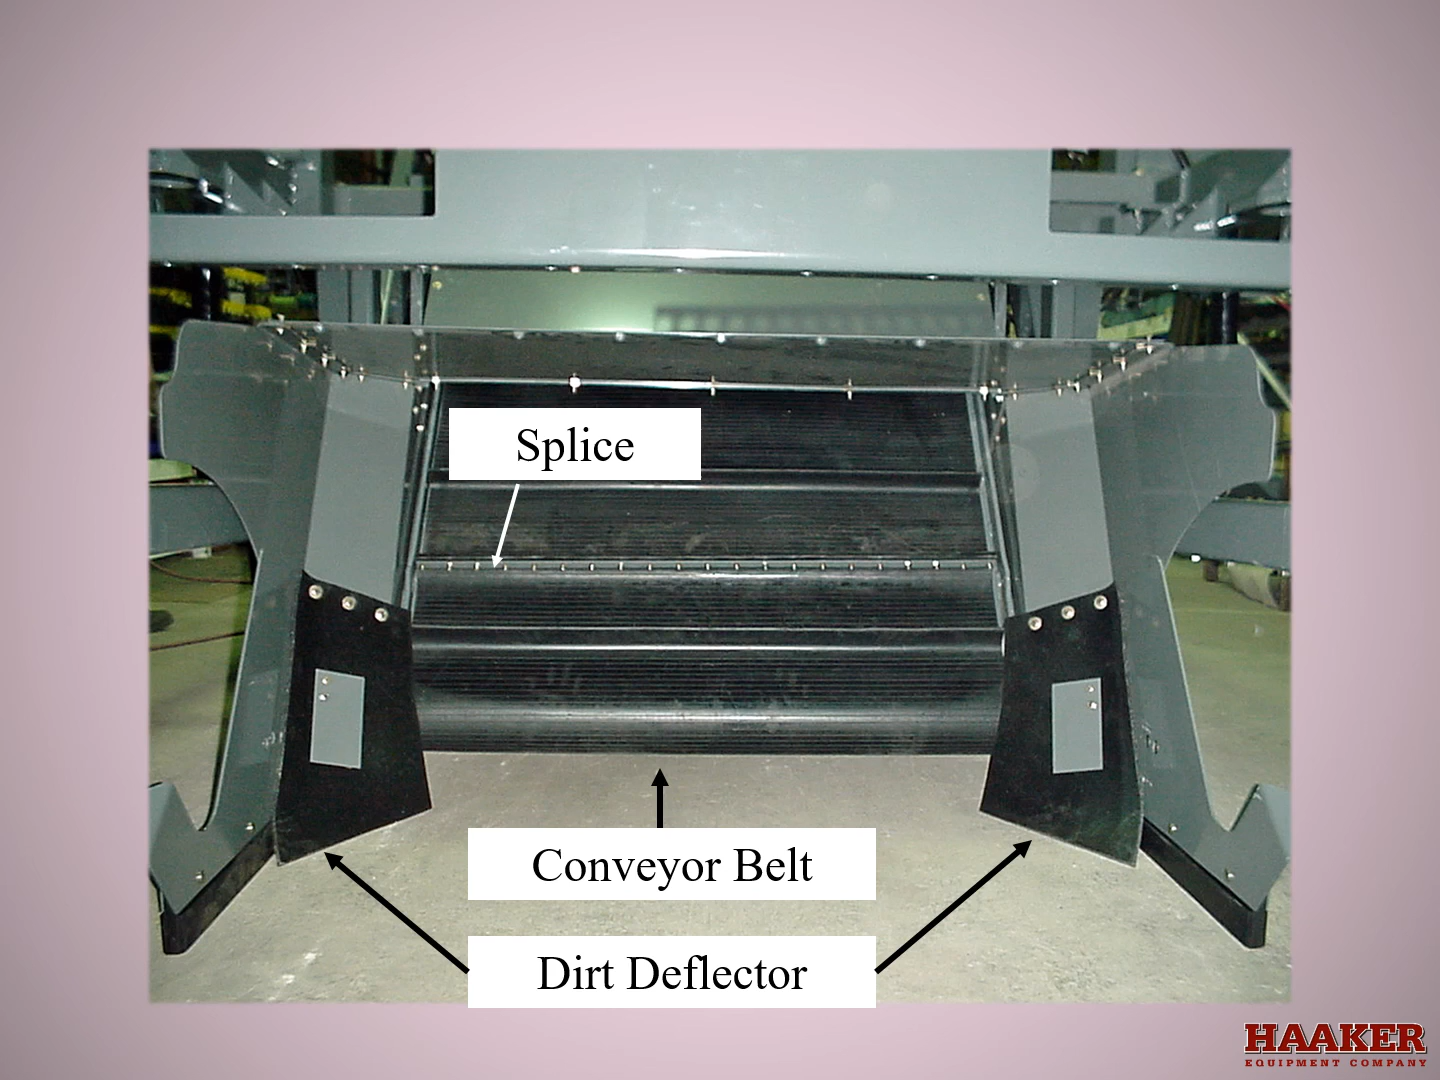 Splice
Conveyor Belt
Dirt Deflector
HAAKER
EQUIPMENT COMPANY